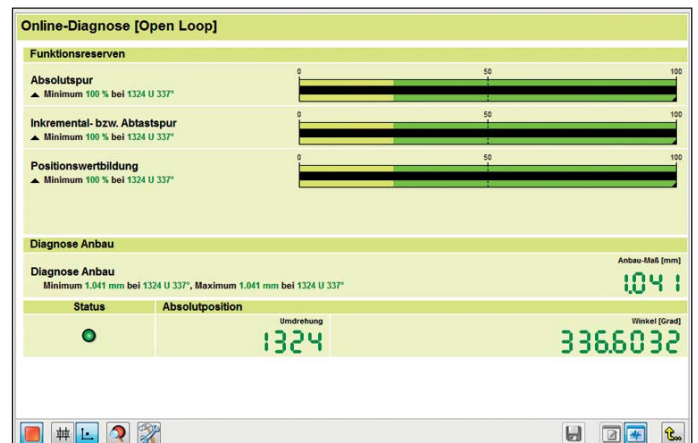 Online-Diagnose [Open Loop]
Funktionsreserven
Absolutspur
0 50 100
Minimum 100 % bei 1324 U 337°
Inkremental- bzw. Abtastspur
0 50 100
Minimum 100 % bei 1324 U 337°
Positionswertbildung
0 50 100
Minimum 100 % bei 1324 U 337°
Diagnose Anbau
Diagnose Anbau
Anbau-Maß [mm]
Minimum 1.041 mm bei 1324 U 337°, Maximum 1.041 mm bei 1324 U 337°
1.041
Status Absolutposition
Umdrehung Winkel [Grad]
1324 336.6032